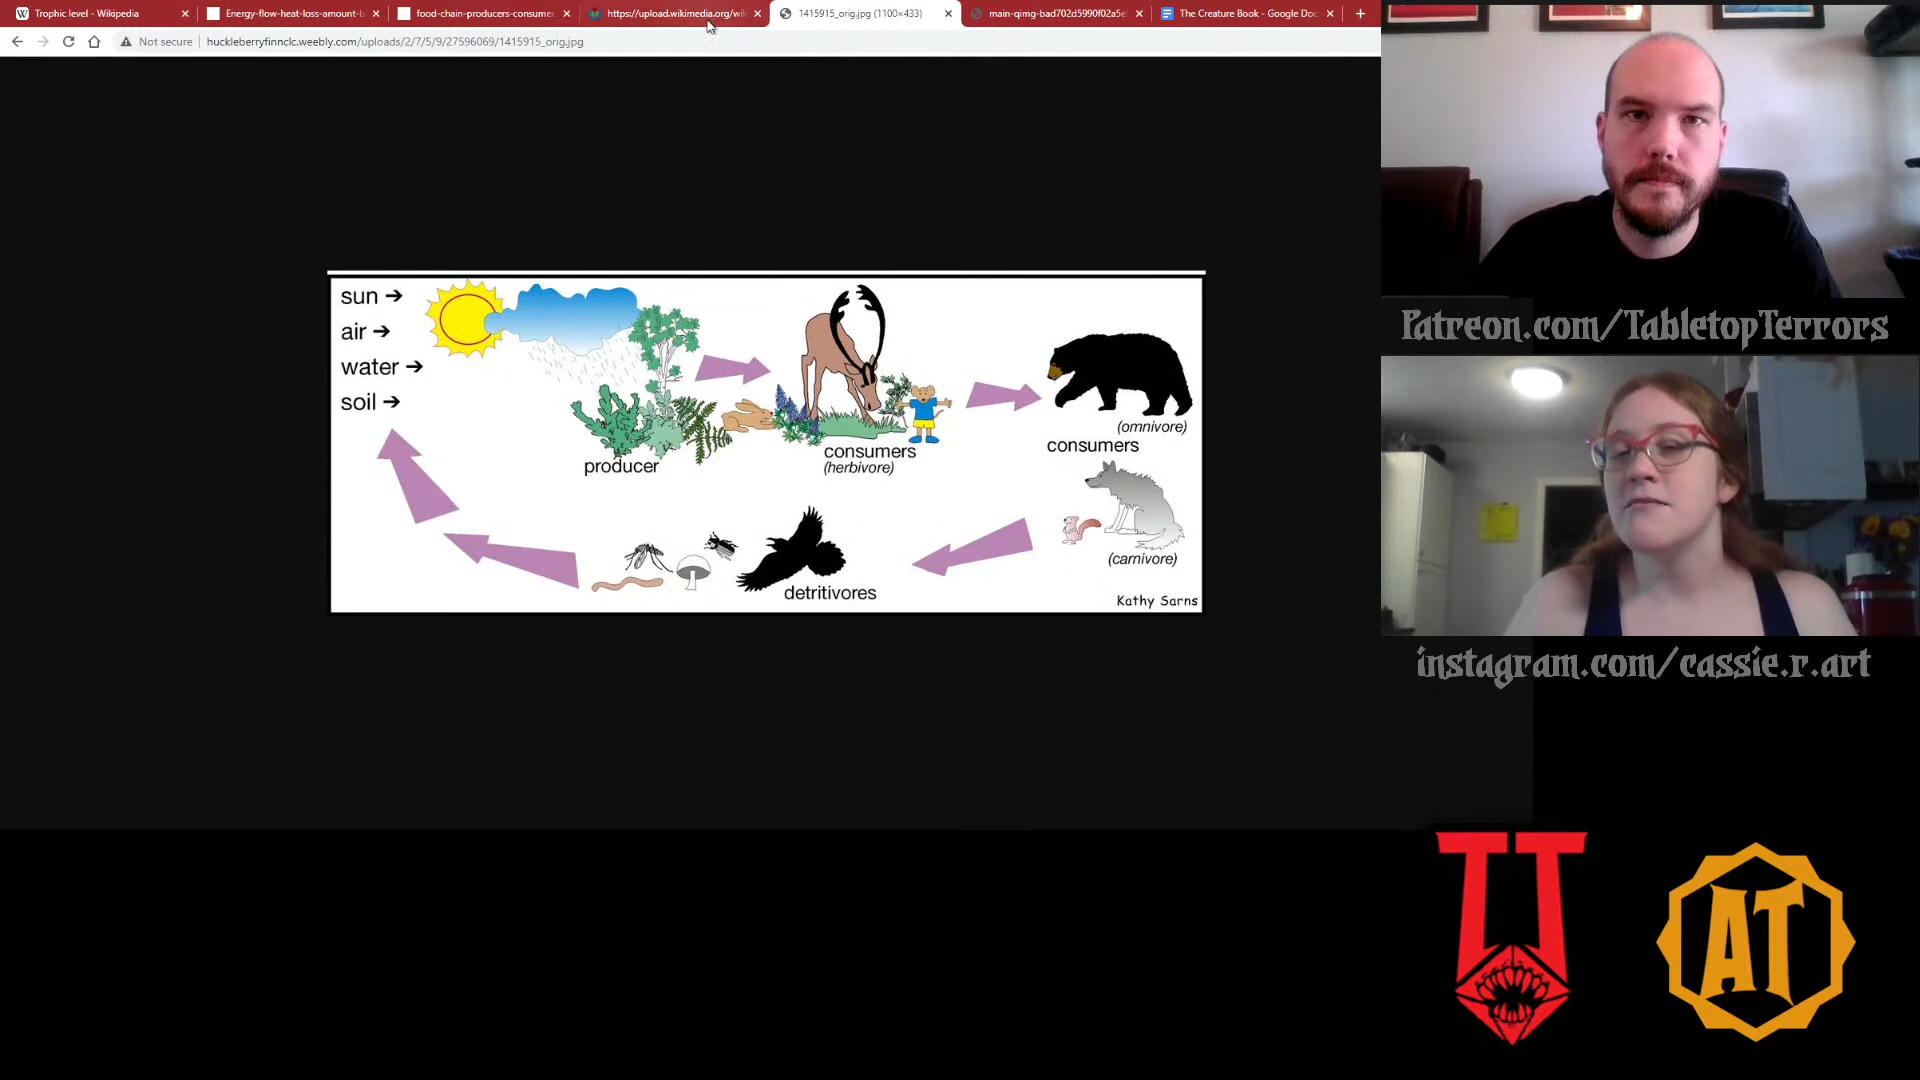 Trophic level - Wikipedia
Energy-flow-heat-loss-amount-b
food-chain-producers-consumer
https://upload.wikimedia.org/wi
1415915_orig.jpg (1100×433)
main-qimg-bad702d5990f02a5e
The Creature Book - Google Doc
Not secure
huckleberryfinnclc.weebly.com/uploads/2/7/5/9/27596069/1415915_orig.jpg
sun →
air →
water →
soil →
producer
consumers
(herbivore)
(omnivore)
consumers
(carnivore)
detritivores
Kathy Sarns
Patreon.com/TabletopTerrors
instagram.com/cassie.r.art
TT
AT